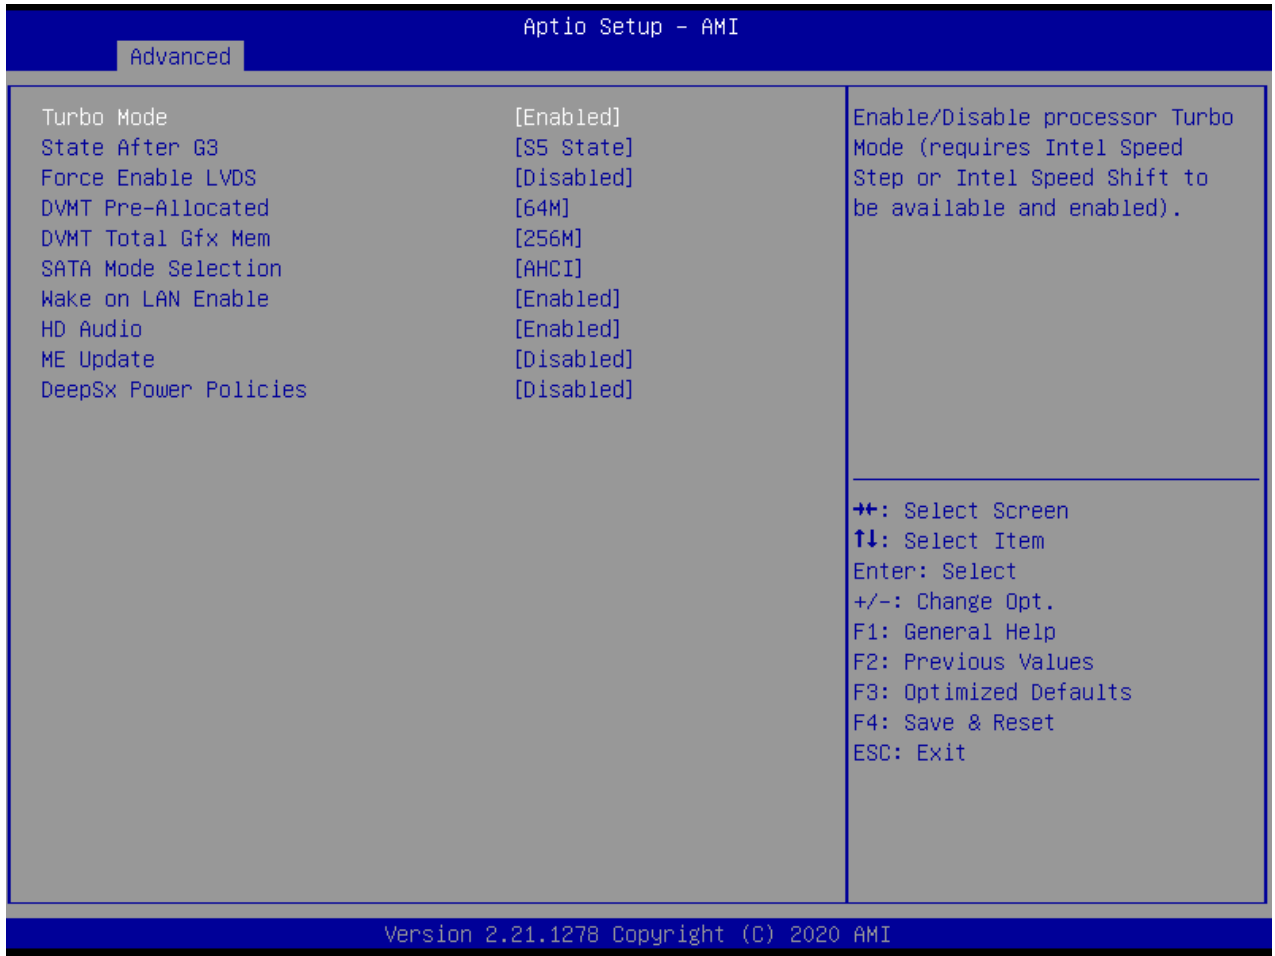 Aptio Setup – AMI
Advanced
Turbo Mode [Enabled]
State After G3 [S5 State]
Force Enable LVDS [Disabled]
DVMT Pre-Allocated [64M]
DVMT Total Gfx Mem [256M]
SATA Mode Selection [AHCI]
Wake on LAN Enable [Enabled]
HD Audio [Enabled]
ME Update [Disabled]
DeepSx Power Policies [Disabled]
Enable/Disable processor Turbo
Mode (requires Intel Speed
Step or Intel Speed Shift to
be available and enabled).
→←: Select Screen
↑↓: Select Item
Enter: Select
+/-: Change Opt.
F1: General Help
F2: Previous Values
F3: Optimized Defaults
F4: Save & Reset
ESC: Exit
Version 2.21.1278 Copyright (C) 2020 AMI